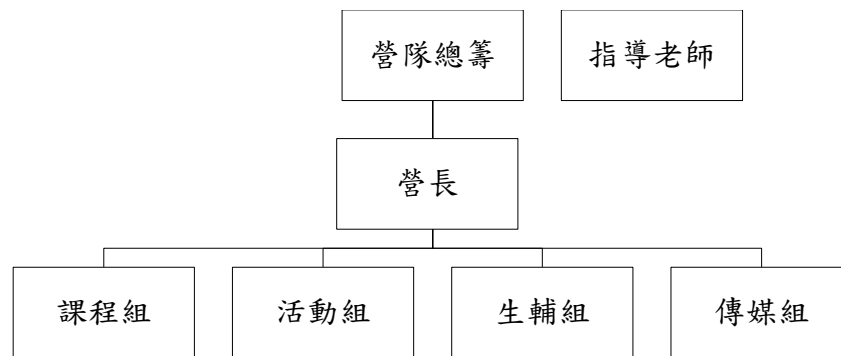 營隊總籌
指導老師
營長
課程組
活動組
生輔組
傳媒組